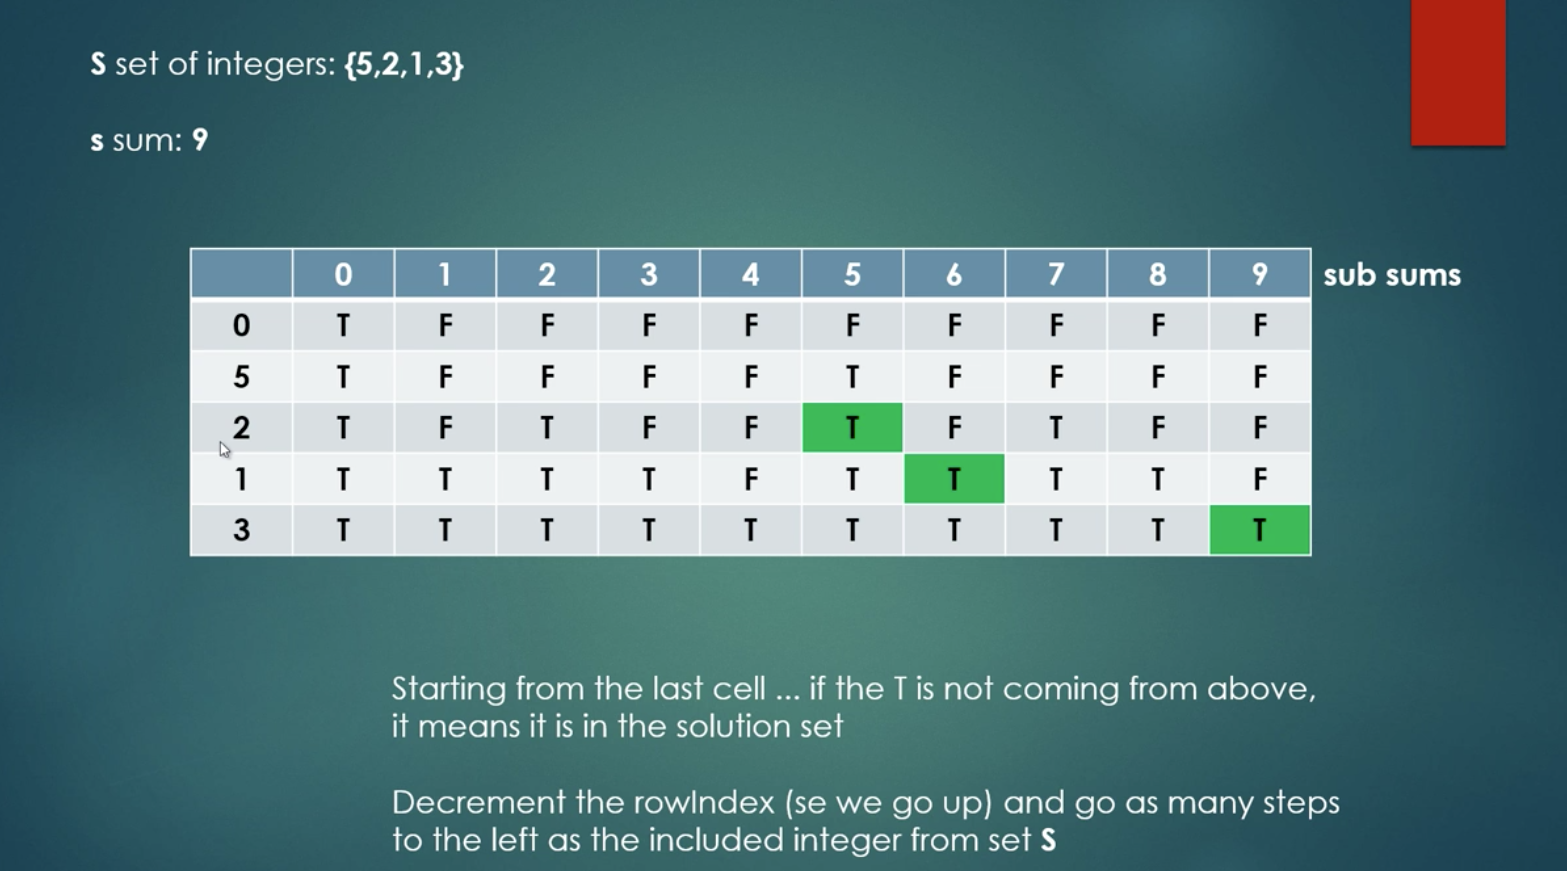 S set of integers: {5,2,1,3}
s sum: 9
0 1 2 3 4 5 6 7 8 9 sub sums
0 T F F F F F F F F F
5 T F F F F T F F F F
2 T F T F F T F T F F
1 T T T T F T T T T F
3 T T T T T T T T T T
Starting from the last cell ... if the T is not coming from above,
it means it is in the solution set
Decrement the rowIndex (se we go up) and go as many steps
to the left as the included integer from set S